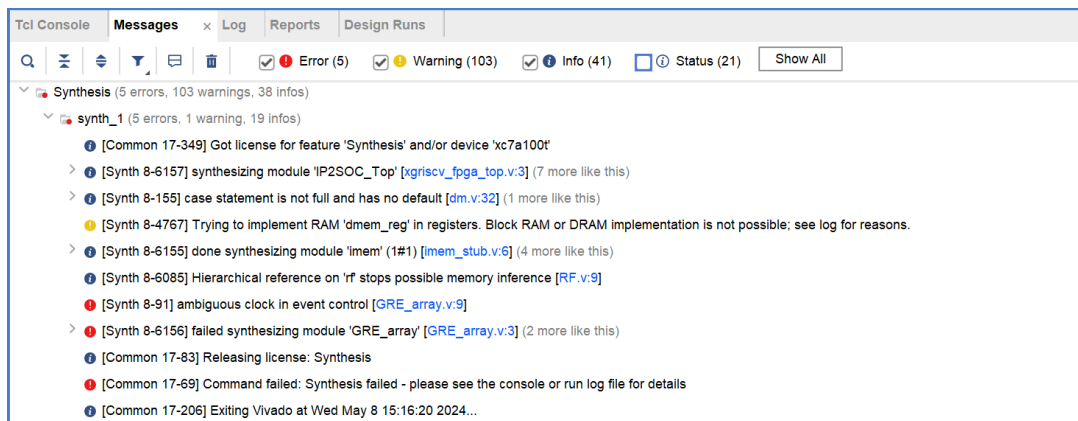 Tcl Console Messages × Log Reports Design Runs
Error (5) Warning (103) Info (41) Status (21) Show All
Synthesis (5 errors, 103 warnings, 38 infos)
synth_1 (5 errors, 1 warning, 19 infos)
[Common 17-349] Got license for feature 'Synthesis' and/or device 'xc7a100t'
[Synth 8-6157] synthesizing module 'IP2SOC_Top' [xgriscv_fpga_top.v:3] (7 more like this)
[Synth 8-155] case statement is not full and has no default [dm.v:32] (1 more like this)
[Synth 8-4767] Trying to implement RAM 'dmem_reg' in registers. Block RAM or DRAM implementation is not possible; see log for reasons.
[Synth 8-6155] done synthesizing module 'imem' (1#1) [imem_stub.v:6] (4 more like this)
[Synth 8-6085] Hierarchical reference on 'rf' stops possible memory inference [RF.v:9]
[Synth 8-91] ambiguous clock in event control [GRE_array.v:9]
[Synth 8-6156] failed synthesizing module 'GRE_array' [GRE_array.v:3] (2 more like this)
[Common 17-83] Releasing license: Synthesis
[Common 17-69] Command failed: Synthesis failed - please see the console or run log file for details
[Common 17-206] Exiting Vivado at Wed May 8 15:16:20 2024...